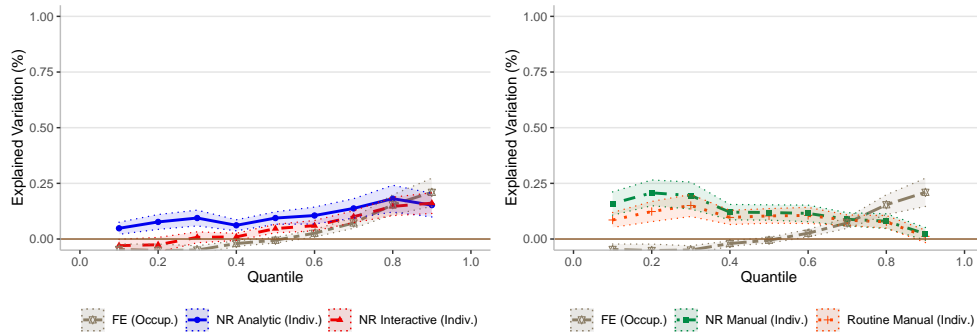 Explained Variation (%)
1.00
0.75
0.50
0.25
0.00
0.0 0.2 0.4 0.6 0.8 1.0
Quantile
FE (Occup.) NR Analytic (Indiv.) NR Interactive (Indiv.)
Explained Variation (%)
1.00
0.75
0.50
0.25
0.00
0.0 0.2 0.4 0.6 0.8 1.0
Quantile
FE (Occup.) NR Manual (Indiv.) Routine Manual (Indiv.)